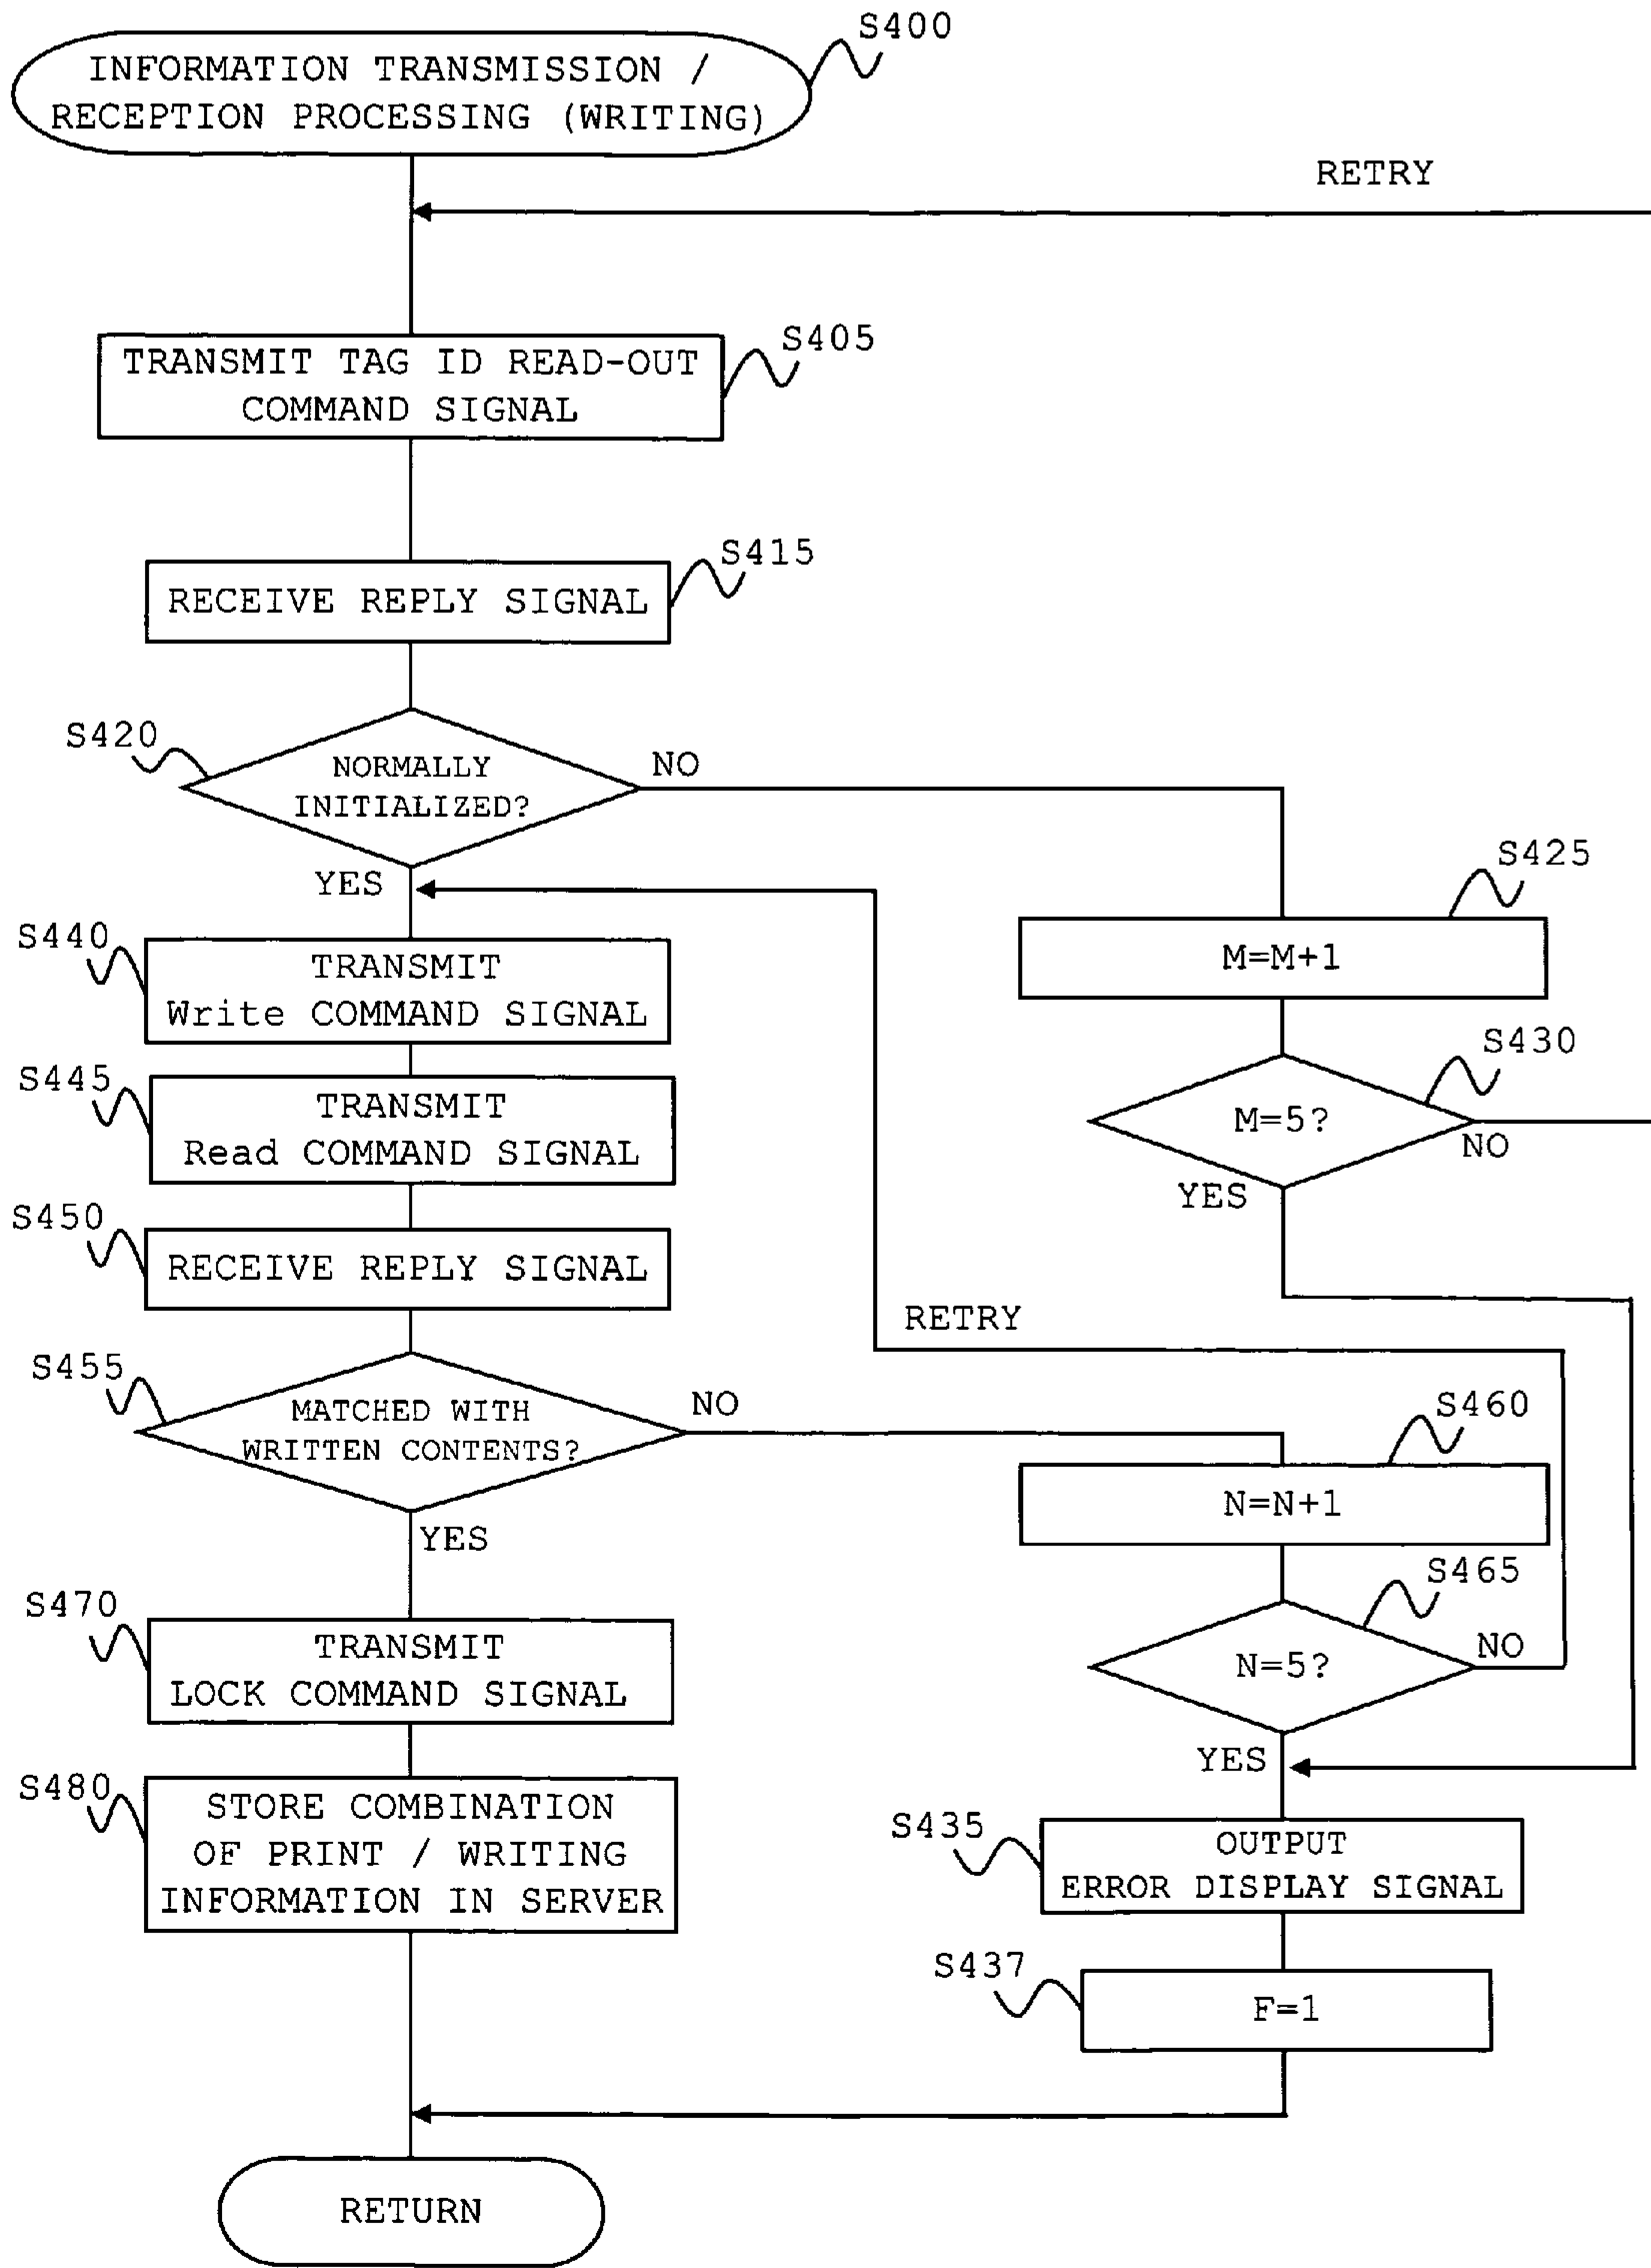 S400
INFORMATION TRANSMISSION /
RECEPTION PROCESSING (WRITING)
RETRY
S405
TRANSMIT TAG ID READ-OUT
COMMAND SIGNAL
S415
RECEIVE REPLY SIGNAL
S420
NORMALLY
INITIALIZED?
NO
YES
S425
M=M+1
S430
M=5?
NO
YES
S440
TRANSMIT
Write COMMAND SIGNAL
S445
TRANSMIT
Read COMMAND SIGNAL
S450
RECEIVE REPLY SIGNAL
RETRY
S455
MATCHED WITH
WRITTEN CONTENTS?
NO
YES
S460
N=N+1
S465
N=5?
NO
YES
S470
TRANSMIT
LOCK COMMAND SIGNAL
S480
STORE COMBINATION
OF PRINT / WRITING
INFORMATION IN SERVER
S435
OUTPUT
ERROR DISPLAY SIGNAL
S437
F=1
RETURN